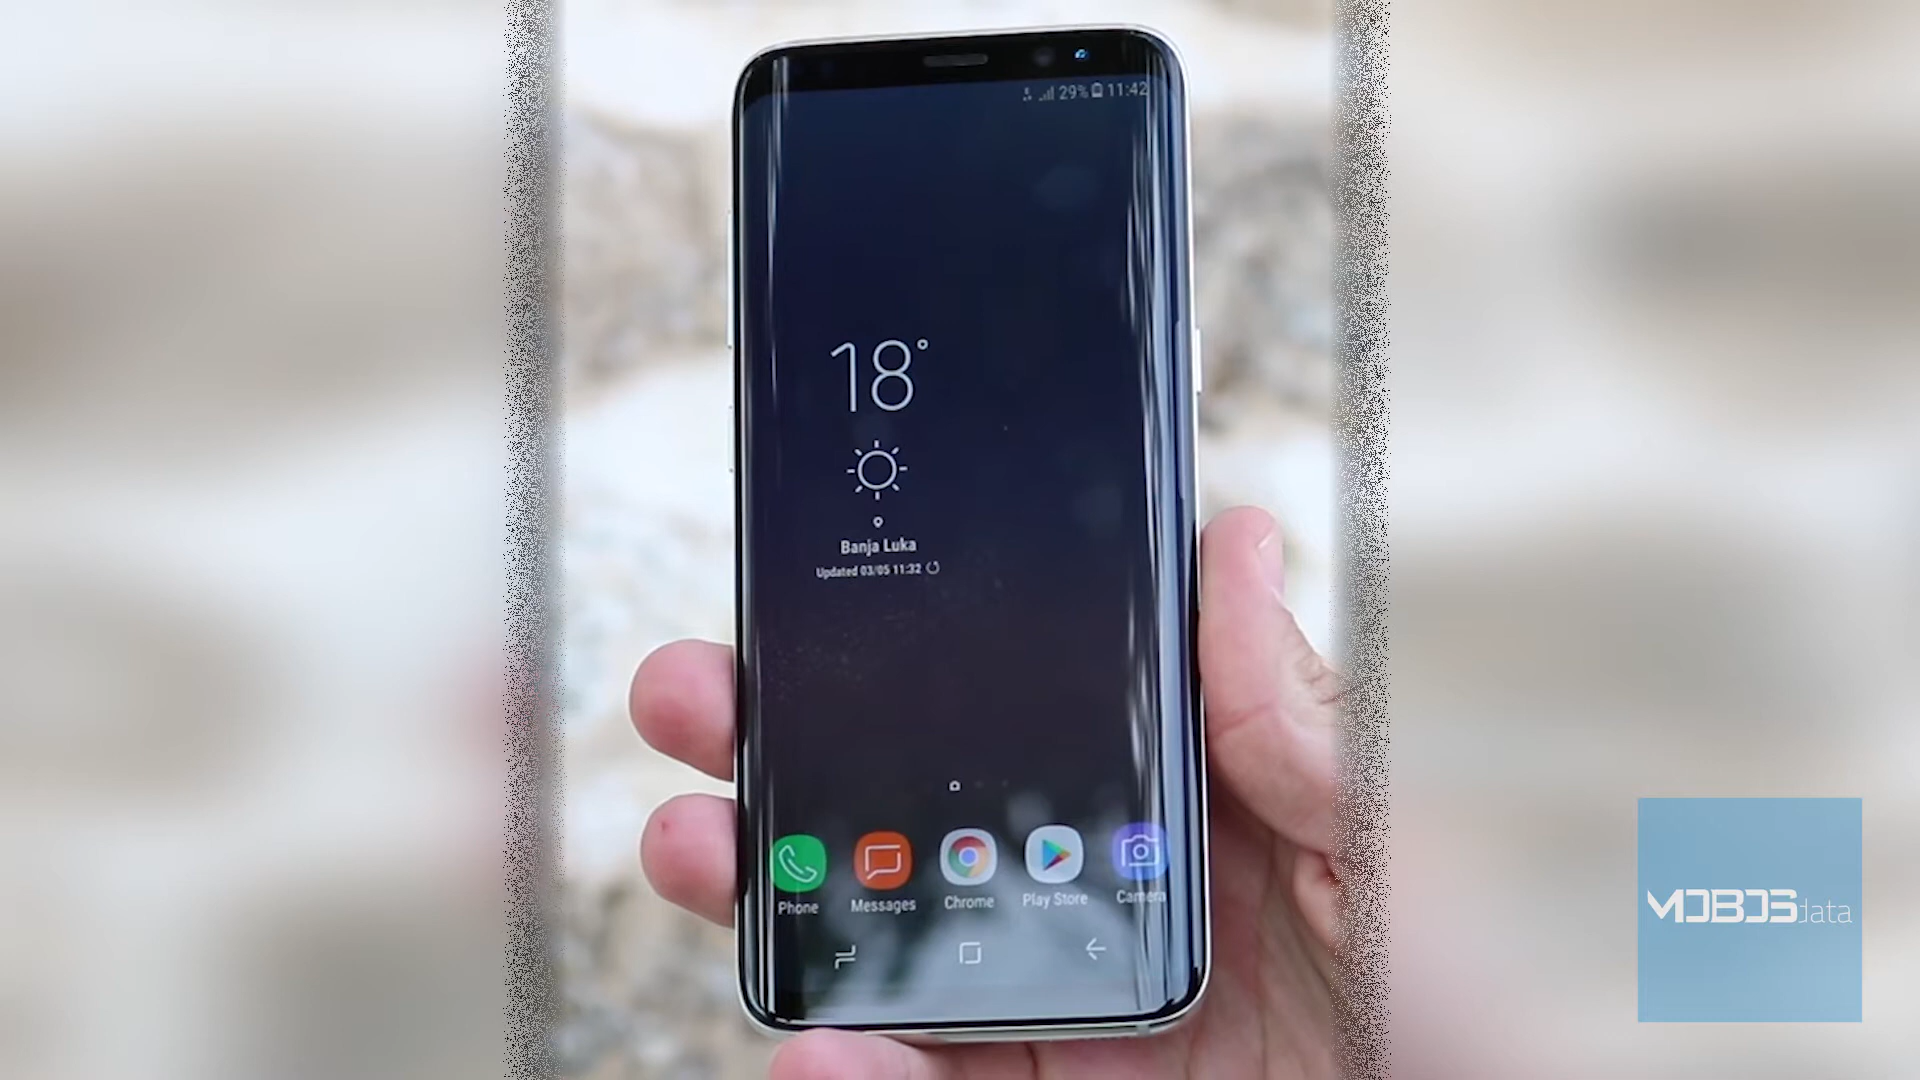 29% 11:42
18°
Banja Luka
Updated 03/05 11:32
Phone Messages Chrome Play Store Camera
MOBOSdata